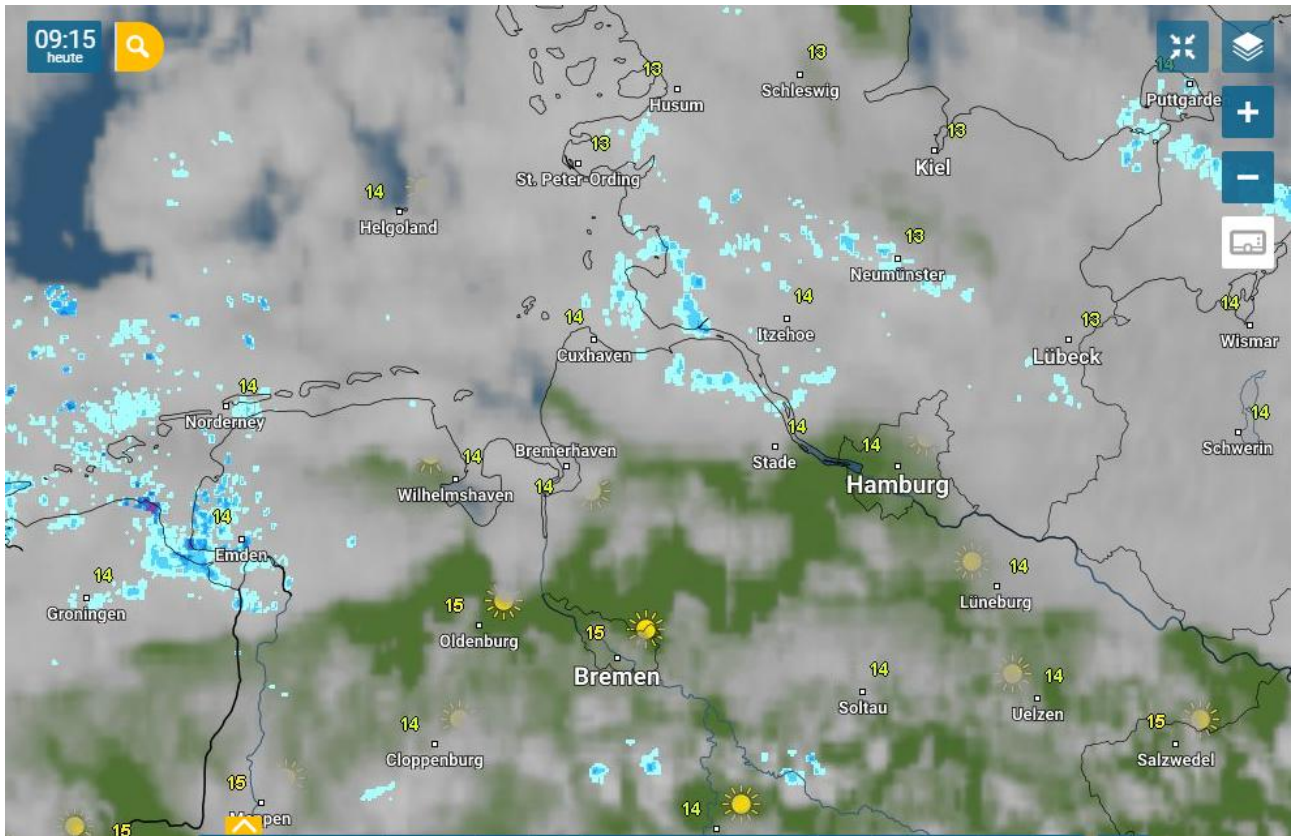 09:15
heute
13
Schleswig
13
Husum
14
Puttgarde
13
St. Peter-Ording
13
Kiel
14
Helgoland
13
Neumünster
14
Itzehoe
14
Cuxhaven
13
Lübeck
14
Wismar
14
Norderney
14
Schwerin
14
Stade
14
Hamburg
14
Bremerhaven
14
Wilhelmshaven
14
Emden
14
Groningen
14
Lüneburg
15
Oldenburg
15
Bremen
14
Soltau
14
Uelzen
15
Salzwedel
14
Cloppenburg
15
14
15